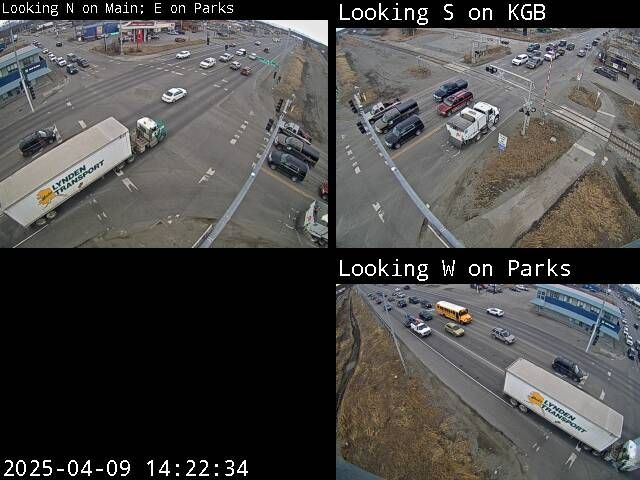 Looking N on Main; E on Parks
Looking S on KGB
LYNDEN
TRANSPORT
Looking W on Parks
LYNDEN
TRANSPORT
2025-04-09 14:22:34